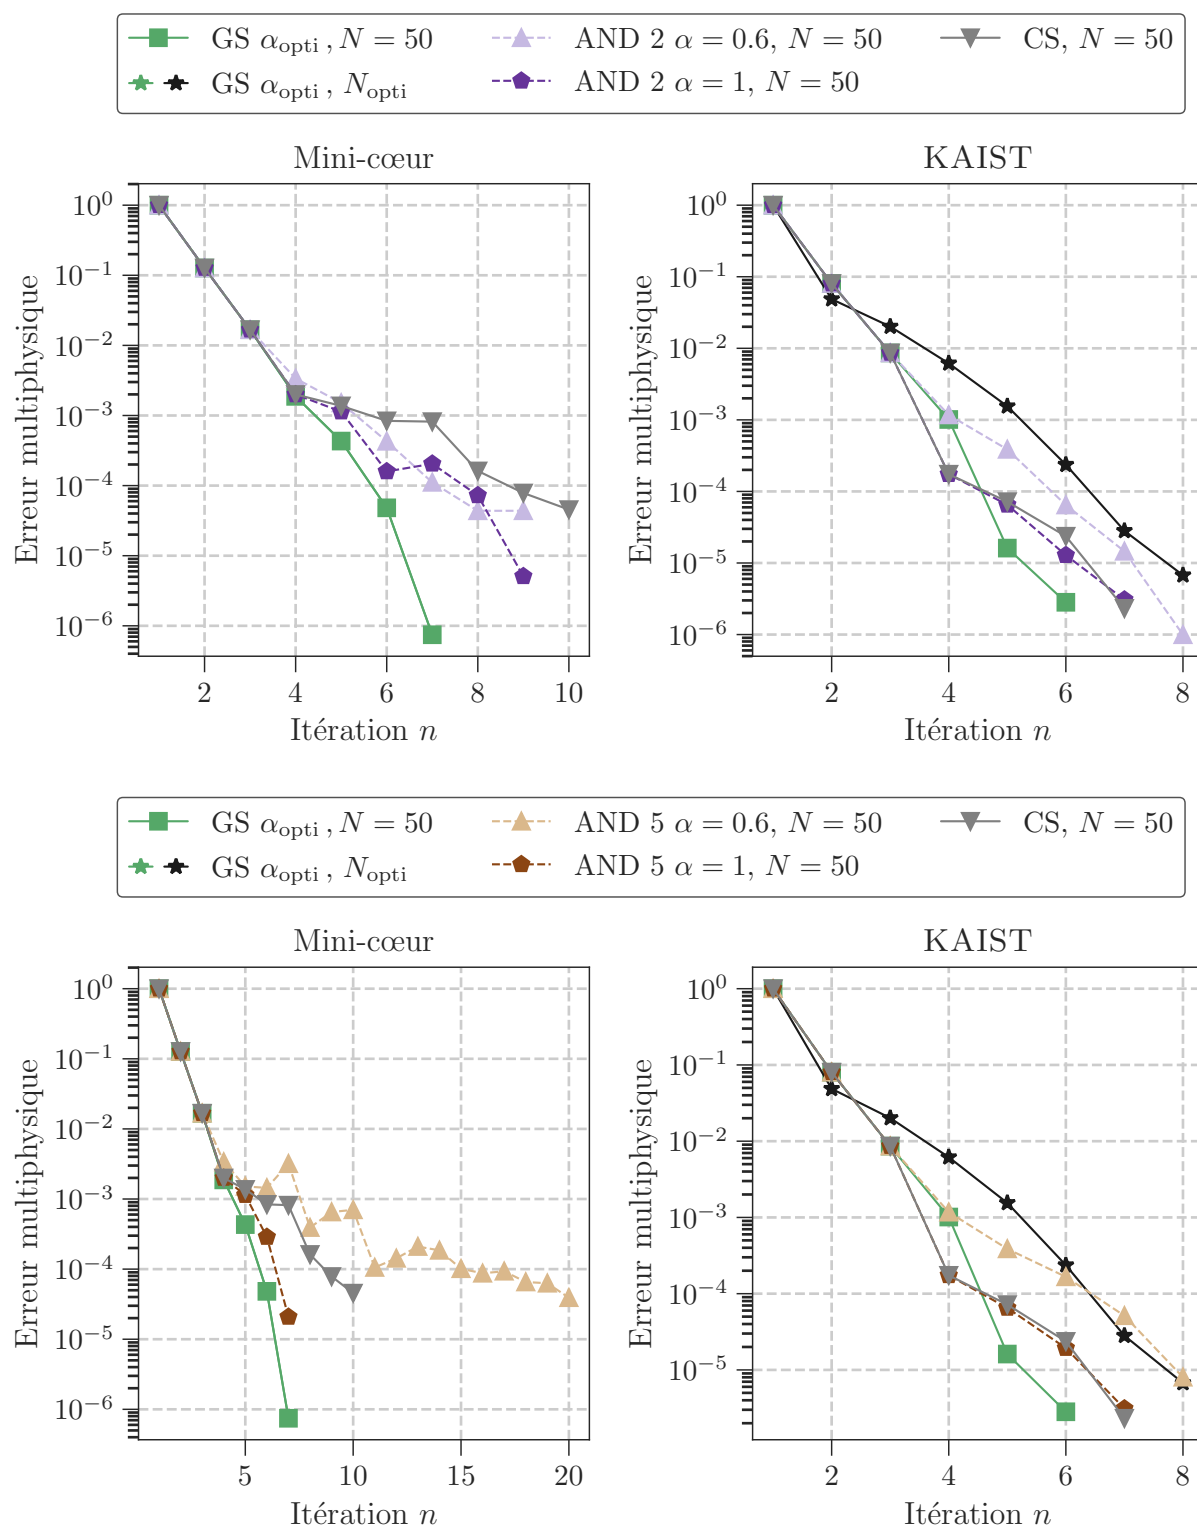 GS α_opti, N = 50 AND 2 α = 0.6, N = 50 CS, N = 50
GS α_opti, N_opti AND 2 α = 1, N = 50
Mini-cœur KAIST
10^0 10^0
10^−1 10^−1
10^−2 10^−2
10^−3 10^−3
10^−4 10^−4
10^−5 10^−5
10^−6 10^−6
Erreur multiphysique Erreur multiphysique
2 4 6 8 10 2 4 6 8
Itération n Itération n
GS α_opti, N = 50 AND 5 α = 0.6, N = 50 CS, N = 50
GS α_opti, N_opti AND 5 α = 1, N = 50
Mini-cœur KAIST
10^0 10^0
10^−1 10^−1
10^−2 10^−2
10^−3 10^−3
10^−4 10^−4
10^−5 10^−5
10^−6
Erreur multiphysique Erreur multiphysique
5 10 15 20 2 4 6 8
Itération n Itération n